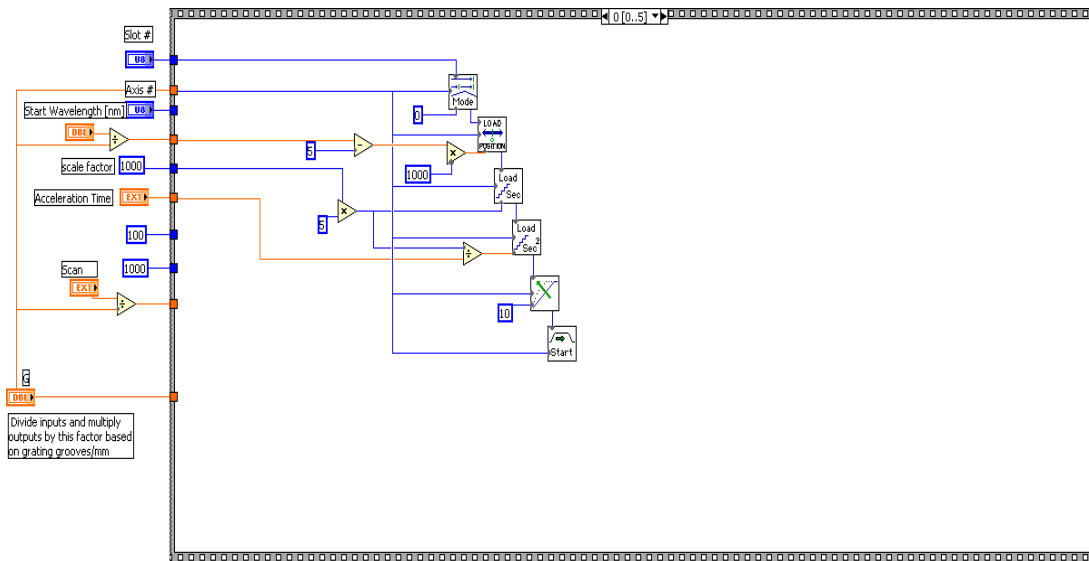 0 [0..5]
Slot #
U8
Axis #
Start Wavelength [nm]
U8
DBL
÷
scale factor
1000
Acceleration Time
EXT
100
1000
Scan
EXT
÷
G
DBL
Divide inputs and multiply
outputs by this factor based
on grating grooves/mm
Mode
0
LOAD
POSITION
5
-
x
1000
Load
Sec
5
x
Load
2
Sec
÷
10
Start